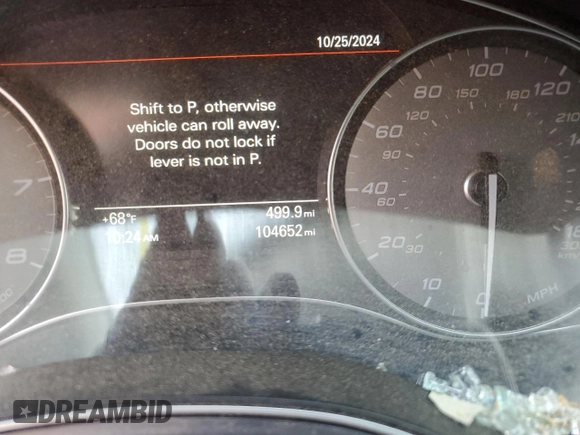 10/25/2024
Shift to P, otherwise
vehicle can roll away.
Doors do not lock if
lever is not in P.
+68°F 499.9 mi
10:24 AM 104652 mi
7
8
0
10
20
30
40
60
60
80
90
100
120
120
150
180
210
MPH
DREAMBID